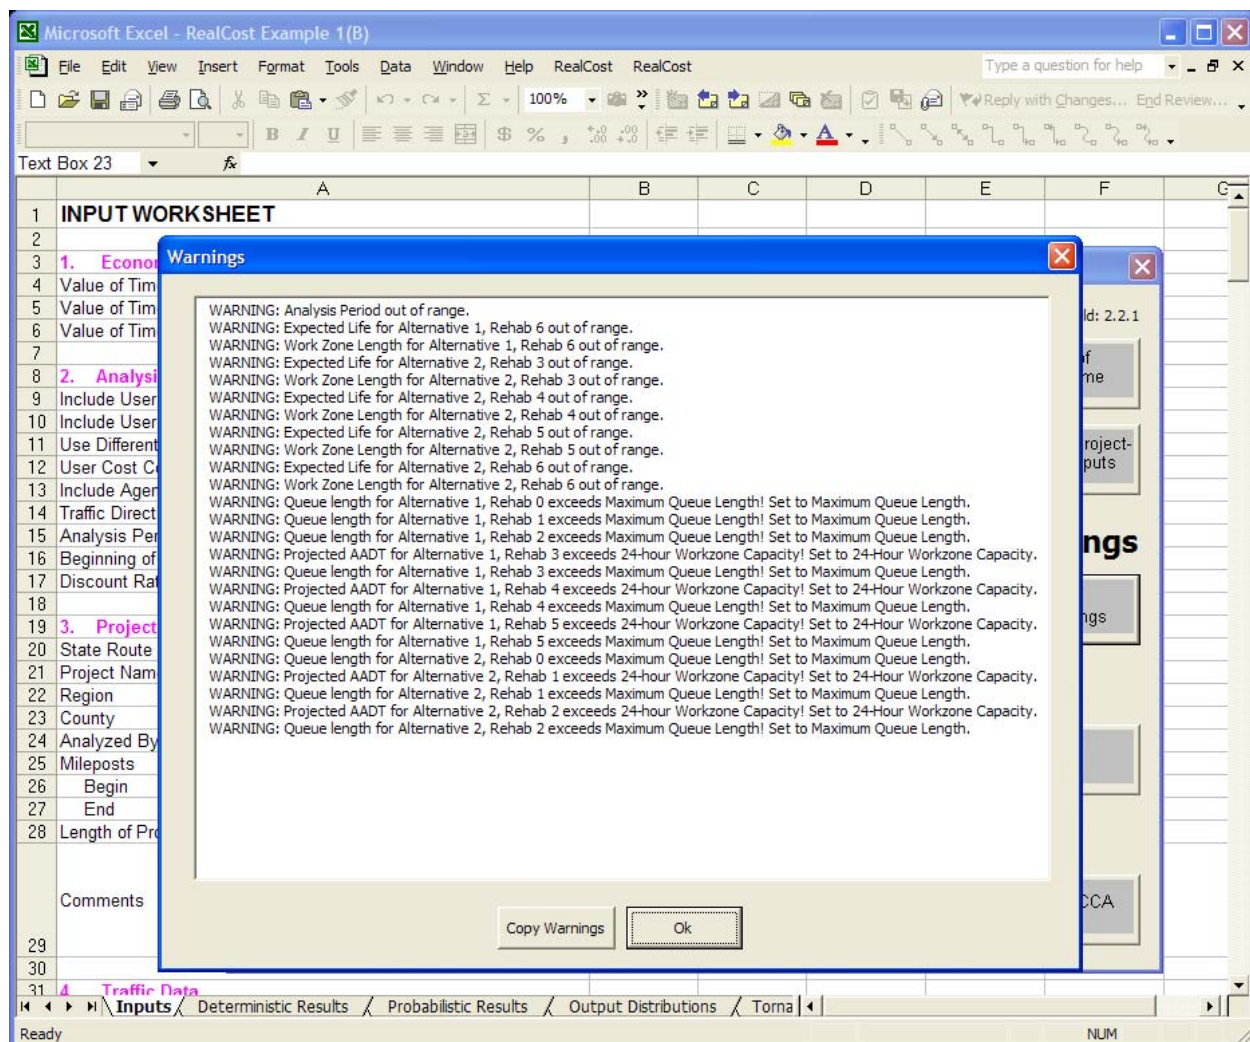 Microsoft Excel - RealCost Example 1(B)
File Edit View Insert Format Tools Data Window Help RealCost RealCost Type a question for help
100% Reply with Changes... End Review...
B I U $ % ,
Text Box 23 fx
A B C D E F G
1 INPUT WORKSHEET
2
3 1. Econo
4 Value of Tim
5 Value of Tim
6 Value of Tim
7
8 2. Analysi
9 Include User
10 Include User
11 Use Different
12 User Cost Co
13 Include Agen
14 Traffic Direct
15 Analysis Per
16 Beginning of
17 Discount Rat
18
19 3. Project
20 State Route
21 Project Nam
22 Region
23 County
24 Analyzed By
25 Mileposts
26 Begin
27 End
28 Length of Pro
Comments
29
30
31 4. Traffic Data
Warnings
WARNING: Analysis Period out of range.
WARNING: Expected Life for Alternative 1, Rehab 6 out of range.
WARNING: Work Zone Length for Alternative 1, Rehab 6 out of range.
WARNING: Expected Life for Alternative 2, Rehab 3 out of range.
WARNING: Work Zone Length for Alternative 2, Rehab 3 out of range.
WARNING: Expected Life for Alternative 2, Rehab 4 out of range.
WARNING: Work Zone Length for Alternative 2, Rehab 4 out of range.
WARNING: Expected Life for Alternative 2, Rehab 5 out of range.
WARNING: Work Zone Length for Alternative 2, Rehab 5 out of range.
WARNING: Expected Life for Alternative 2, Rehab 6 out of range.
WARNING: Work Zone Length for Alternative 2, Rehab 6 out of range.
WARNING: Queue length for Alternative 1, Rehab 0 exceeds Maximum Queue Length! Set to Maximum Queue Length.
WARNING: Queue length for Alternative 1, Rehab 1 exceeds Maximum Queue Length! Set to Maximum Queue Length.
WARNING: Queue length for Alternative 1, Rehab 2 exceeds Maximum Queue Length! Set to Maximum Queue Length.
WARNING: Projected AADT for Alternative 1, Rehab 3 exceeds 24-hour Workzone Capacity! Set to 24-Hour Workzone Capacity.
WARNING: Queue length for Alternative 1, Rehab 3 exceeds Maximum Queue Length! Set to Maximum Queue Length.
WARNING: Projected AADT for Alternative 1, Rehab 4 exceeds 24-hour Workzone Capacity! Set to 24-Hour Workzone Capacity.
WARNING: Queue length for Alternative 1, Rehab 4 exceeds Maximum Queue Length! Set to Maximum Queue Length.
WARNING: Projected AADT for Alternative 1, Rehab 5 exceeds 24-hour Workzone Capacity! Set to 24-Hour Workzone Capacity.
WARNING: Queue length for Alternative 1, Rehab 5 exceeds Maximum Queue Length! Set to Maximum Queue Length.
WARNING: Queue length for Alternative 2, Rehab 0 exceeds Maximum Queue Length! Set to Maximum Queue Length.
WARNING: Projected AADT for Alternative 2, Rehab 1 exceeds 24-hour Workzone Capacity! Set to 24-Hour Workzone Capacity.
WARNING: Queue length for Alternative 2, Rehab 1 exceeds Maximum Queue Length! Set to Maximum Queue Length.
WARNING: Projected AADT for Alternative 2, Rehab 2 exceeds 24-hour Workzone Capacity! Set to 24-Hour Workzone Capacity.
WARNING: Queue length for Alternative 2, Rehab 2 exceeds Maximum Queue Length! Set to Maximum Queue Length.
Copy Warnings Ok
ld: 2.2.1
of
me
roject-
puts
ngs
ngs
CCA
Inputs Deterministic Results Probabilistic Results Output Distributions Torna
Ready NUM